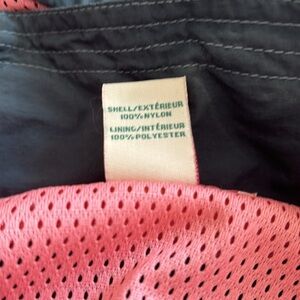 SHELL/EXTÉRIEUR
100% NYLON
LINING/INTÉRIEUR
100% POLYESTER